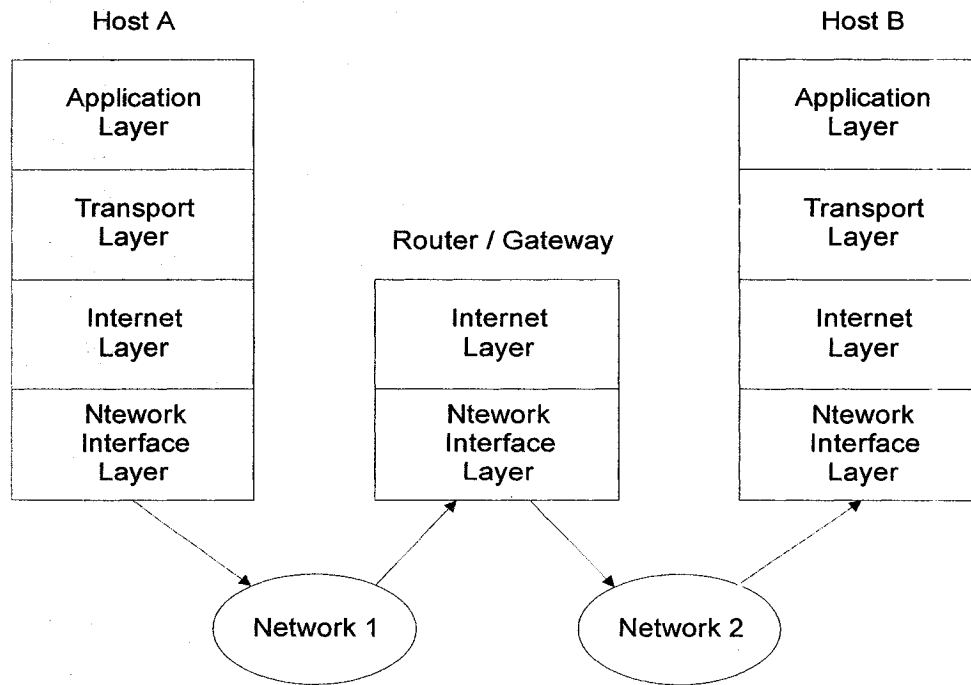 Host A
Host B
Application
Layer
Application
Layer
Transport
Layer
Transport
Layer
Router / Gateway
Internet
Layer
Internet
Layer
Internet
Layer
Ntework
Interface
Layer
Ntework
Interface
Layer
Ntework
Interface
Layer
Network 1
Network 2